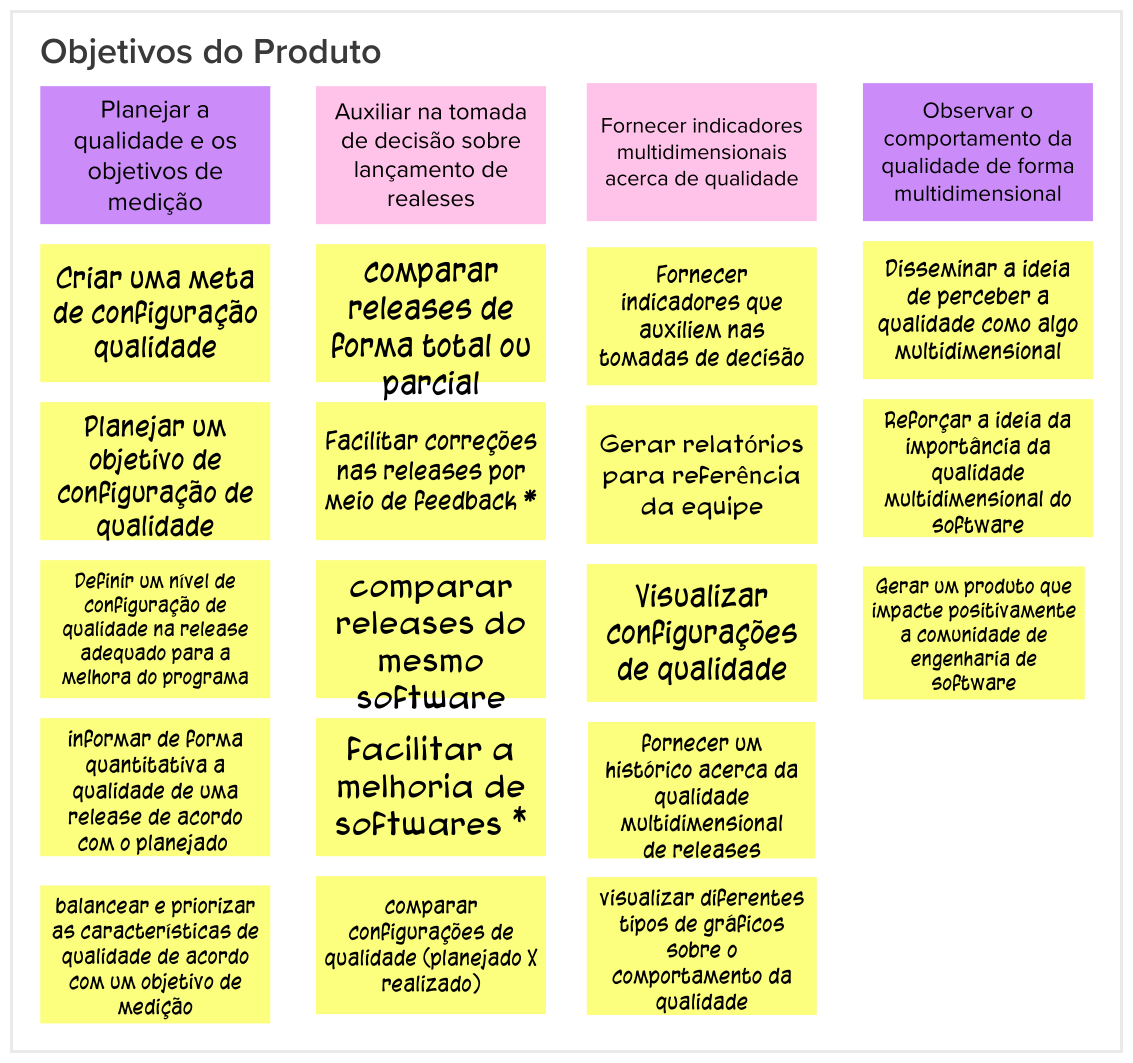 Objetivos do Produto
Planejar a
qualidade e os
objetivos de
medição
Criar uma meta
de configuração
qualidade
Planejar um
objetivo de
configuração de
qualidade
Definir um nível de
configuração de
qualidade na release
adequado para a
melhora do programa
informar de forma
quantitativa a
qualidade de uma
release de acordo
com o planejado
balancear e priorizar
as características de
qualidade de acordo
com um objetivo de
medição
Auxiliar na tomada
de decisão sobre
lançamento de
realeses
comparar
releases de
forma total ou
parcial
Facilitar correções
nas releases por
meio de feedback *
comparar
releases do
mesmo
software
Facilitar a
melhoria de
softwares *
comparar
configurações de
qualidade (planejado X
realizado)
Fornecer indicadores
multidimensionais
acerca de qualidade
Fornecer
indicadores que
auxiliem nas
tomadas de decisão
Gerar relatórios
para referência
da equipe
Visualizar
configurações
de qualidade
fornecer um
histórico acerca da
qualidade
multidimensional
de releases
visualizar diferentes
tipos de gráficos
sobre o
comportamento da
qualidade
Observar o
comportamento da
qualidade de forma
multidimensional
Disseminar a ideia
de perceber a
qualidade como algo
multidimensional
Reforçar a ideia da
importância da
qualidade
multidimensional do
software
Gerar um produto que
impacte positivamente
a comunidade de
engenharia de
software